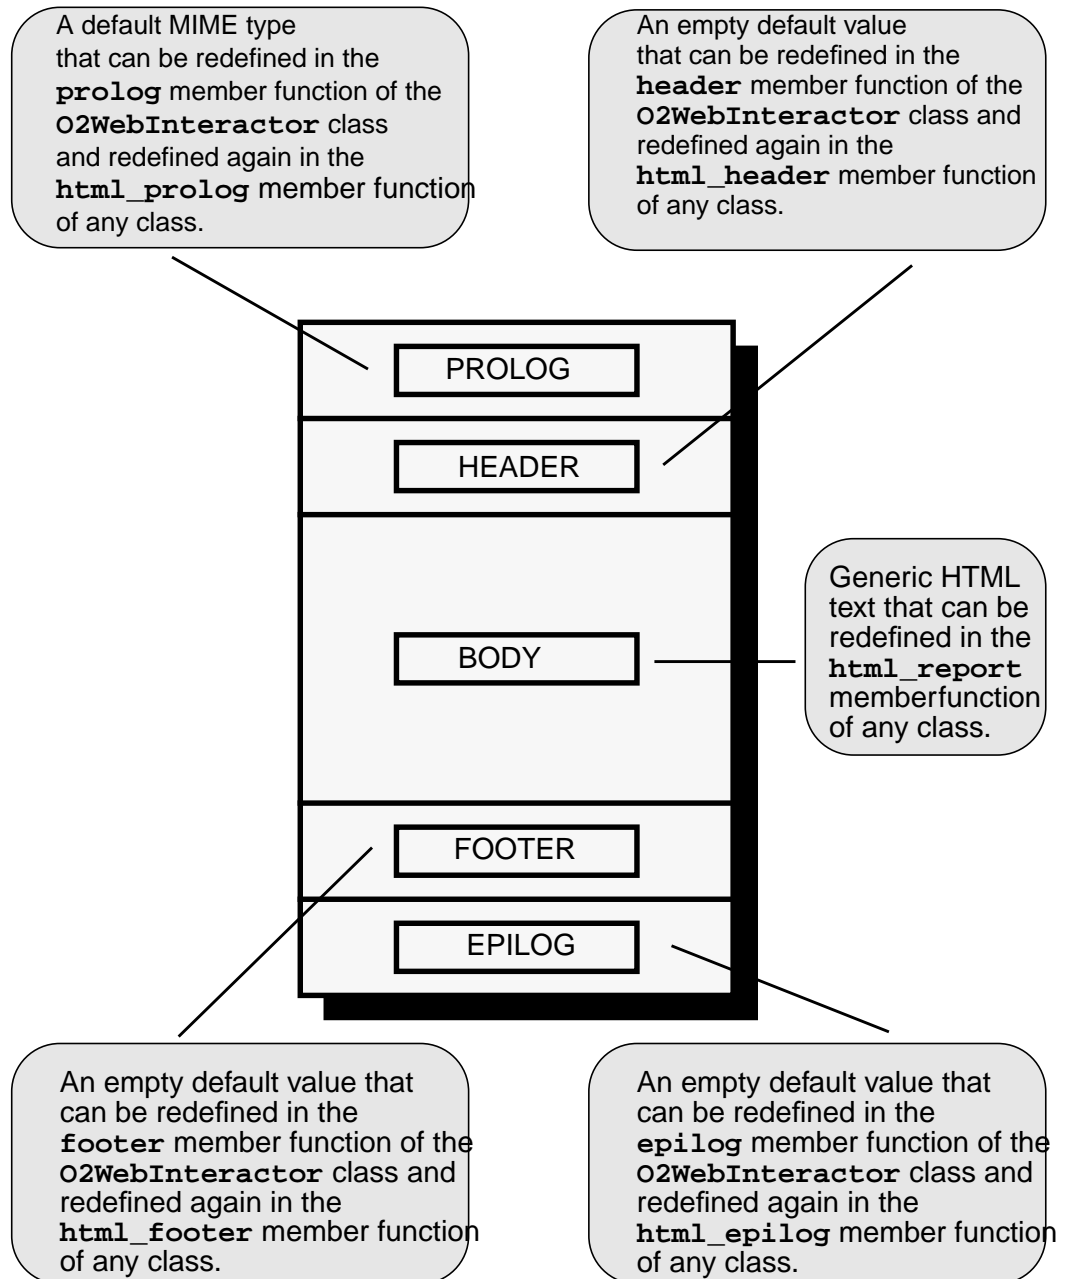 A default MIME type
that can be redefined in the
prolog member function of the
O2WebInteractor class
and redefined again in the
html_prolog member function
of any class.
An empty default value
that can be redefined in the
header member function of the
O2WebInteractor class and
redefined again in the
html_header member function
of any class.
PROLOG
HEADER
BODY
Generic HTML
text that can be
redefined in the
html_report
memberfunction
of any class.
FOOTER
EPILOG
An empty default value that
can be redefined in the
footer member function of the
O2WebInteractor class and
redefined again in the
html_footer member function
of any class.
An empty default value that
can be redefined in the
epilog member function of the
O2WebInteractor class and
redefined again in the
html_epilog member function
of any class.